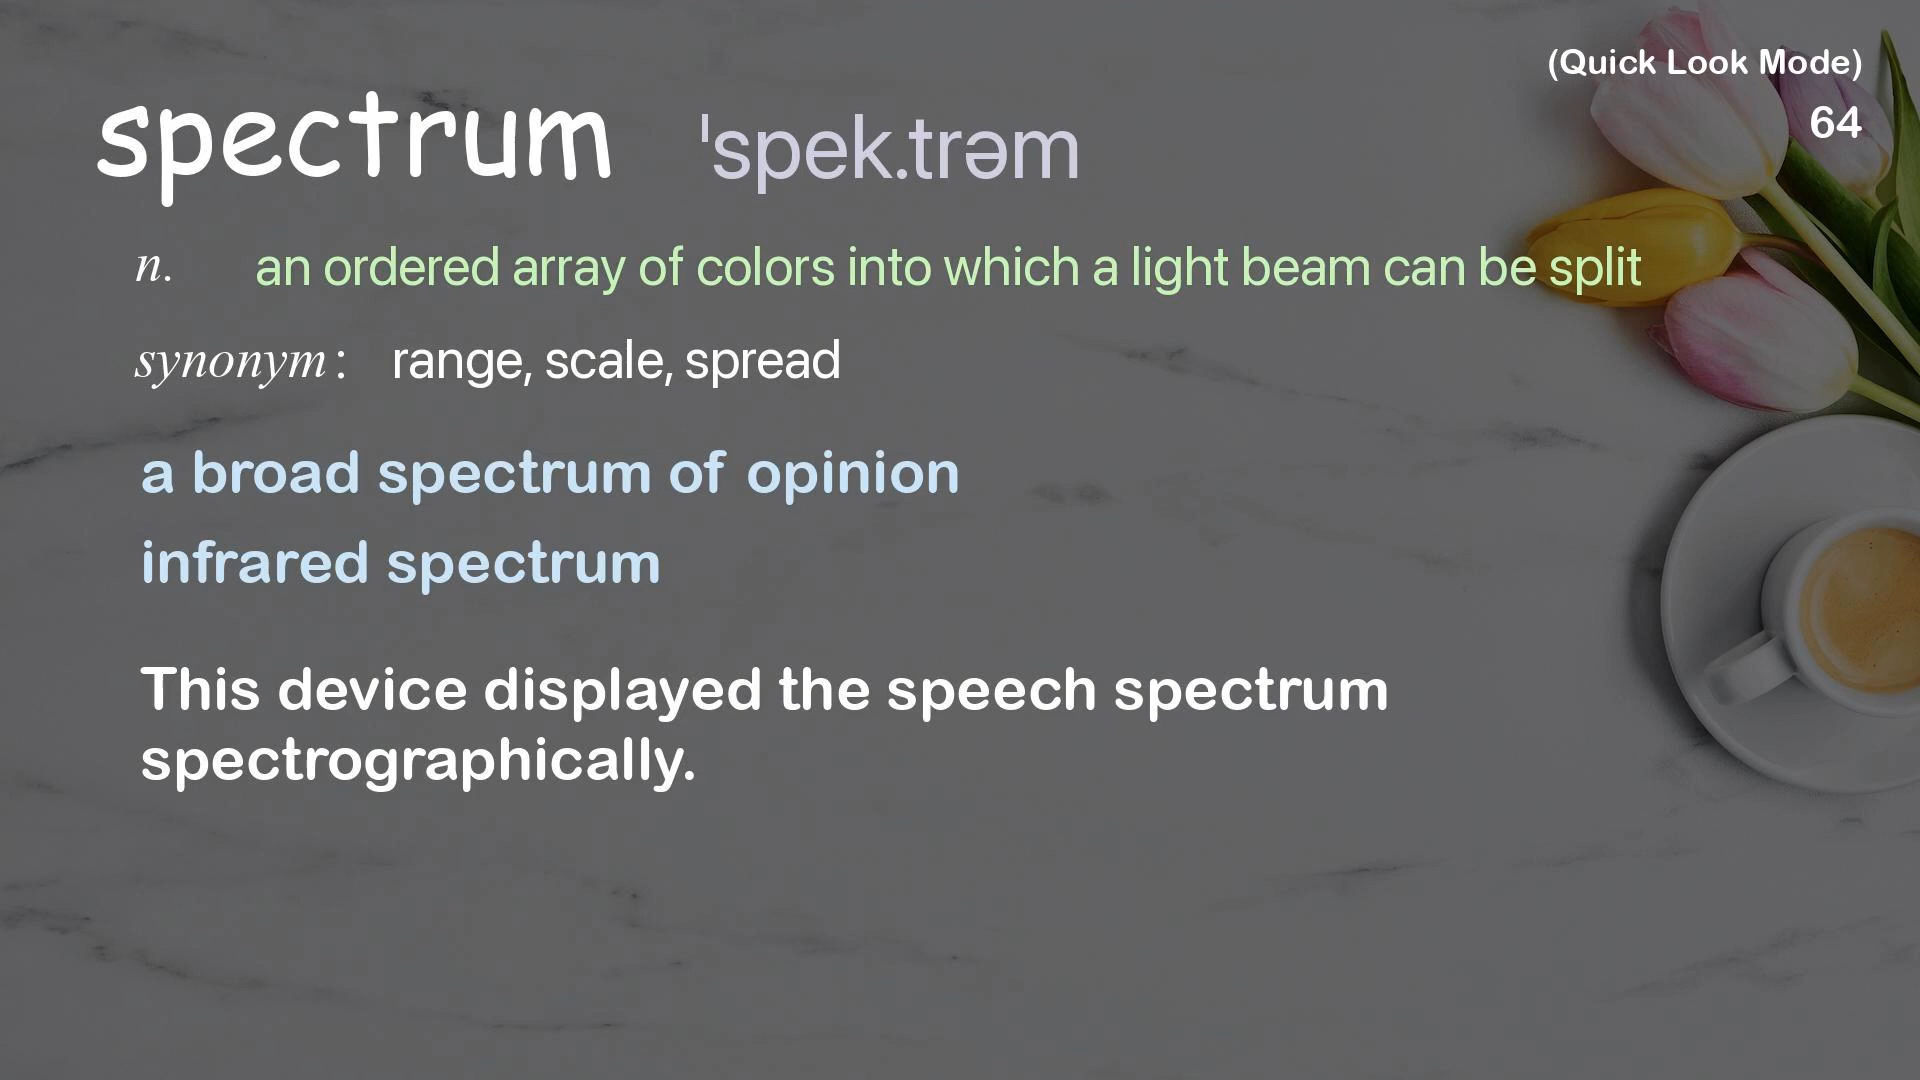 (Quick Look Mode)
64
spectrum ˈspek.trəm
n. an ordered array of colors into which a light beam can be split
synonym: range, scale, spread
a broad spectrum of opinion
infrared spectrum
This device displayed the speech spectrum
spectrographically.